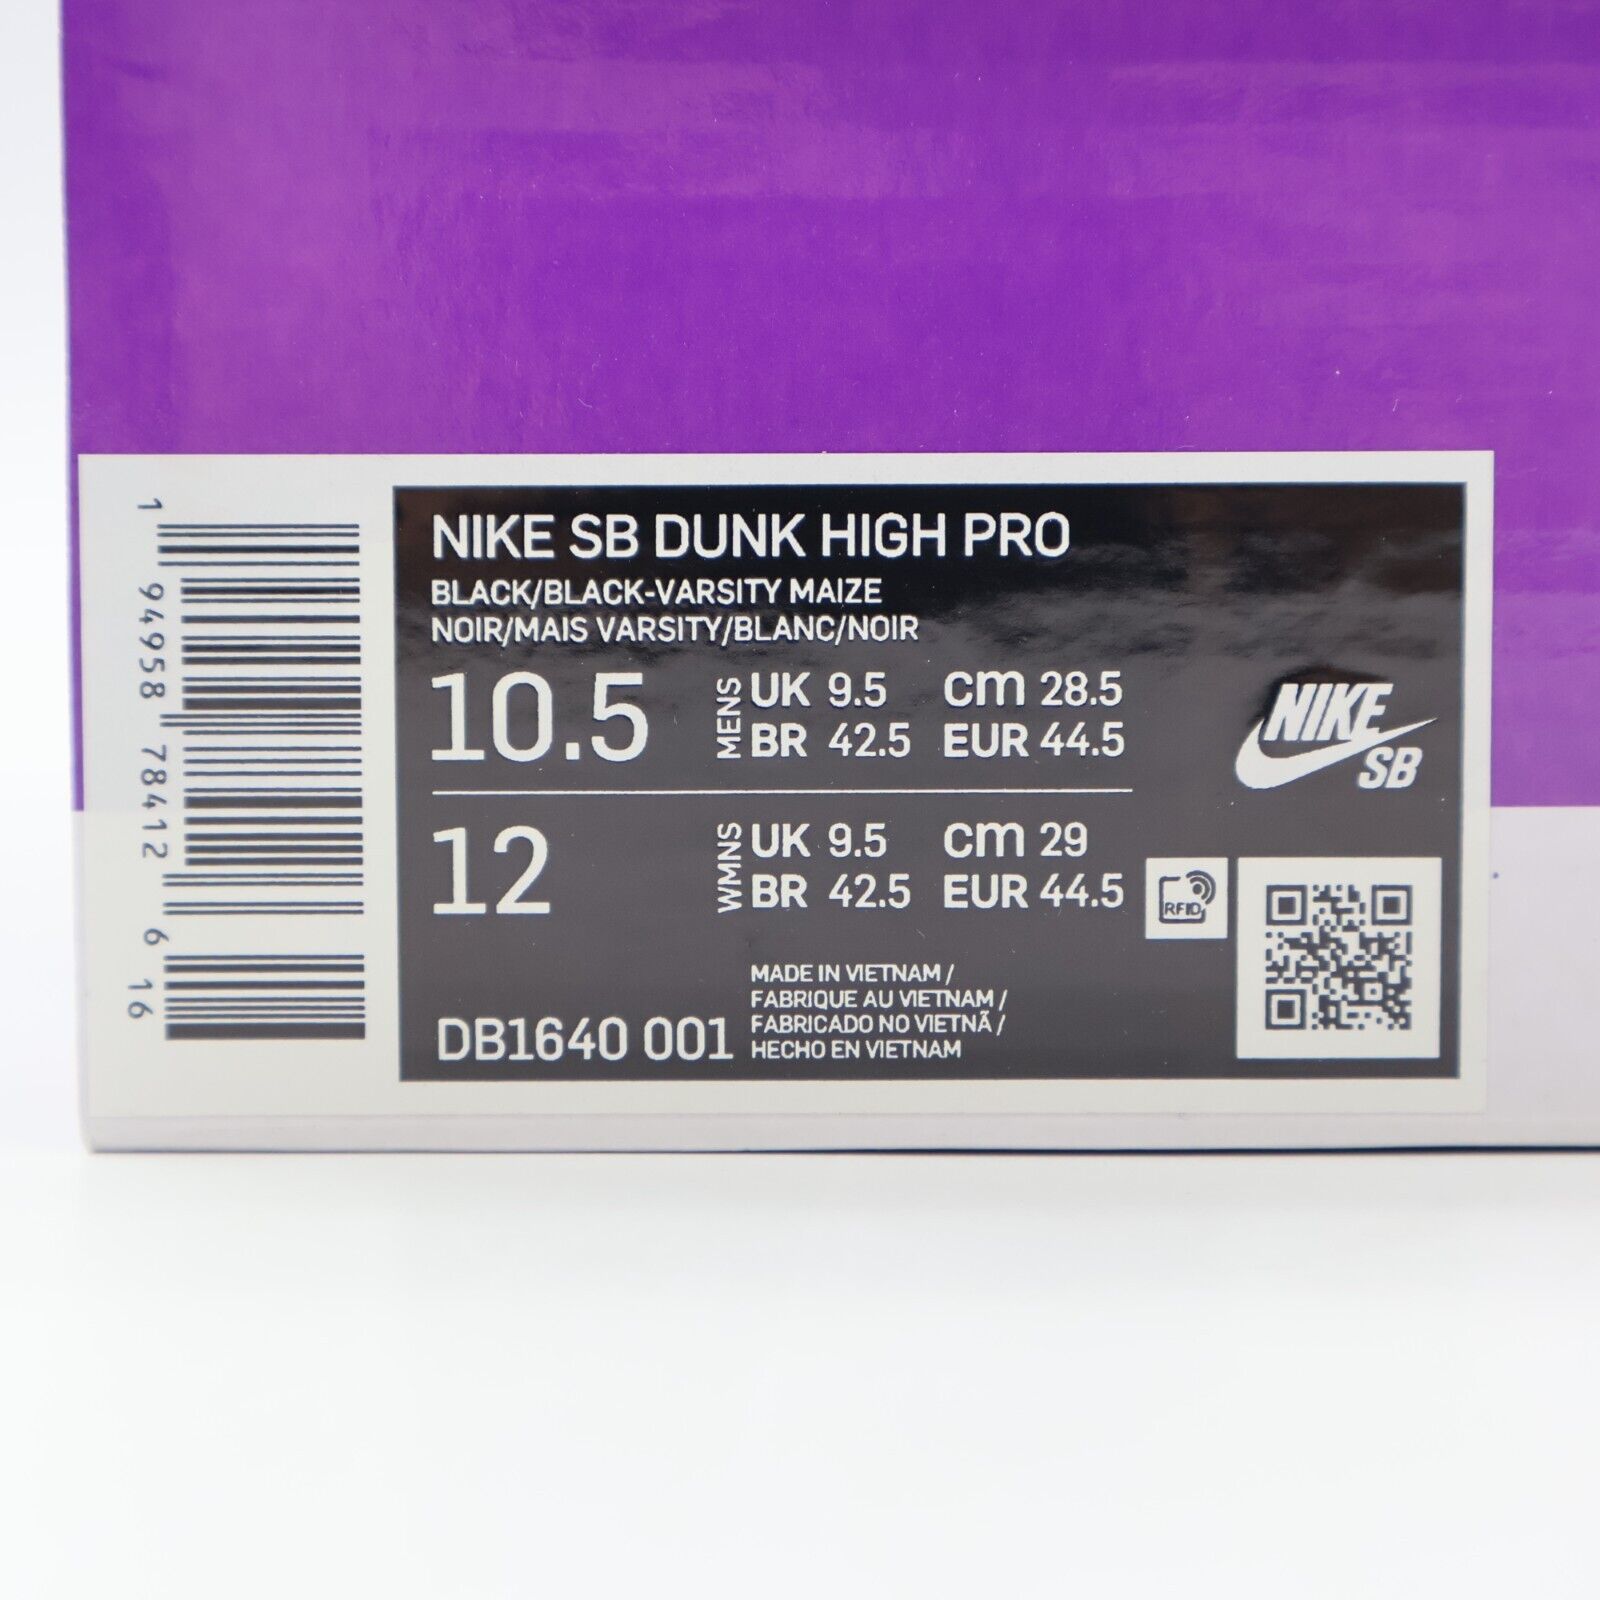 NIKE SB DUNK HIGH PRO
BLACK/BLACK-VARSITY MAIZE
NOIR/MAIS VARSITY/BLANC/NOIR
10.5 MENS UK 9.5 CM 28.5
BR 42.5 EUR 44.5
12 WMNS UK 9.5 CM 29
BR 42.5 EUR 44.5
NIKE
SB
RFID
MADE IN VIETNAM /
FABRIQUE AU VIETNAM /
FABRICADO NO VIETNÃ /
HECHO EN VIETNAM
DB1640 001
1 94958 78412 6 16